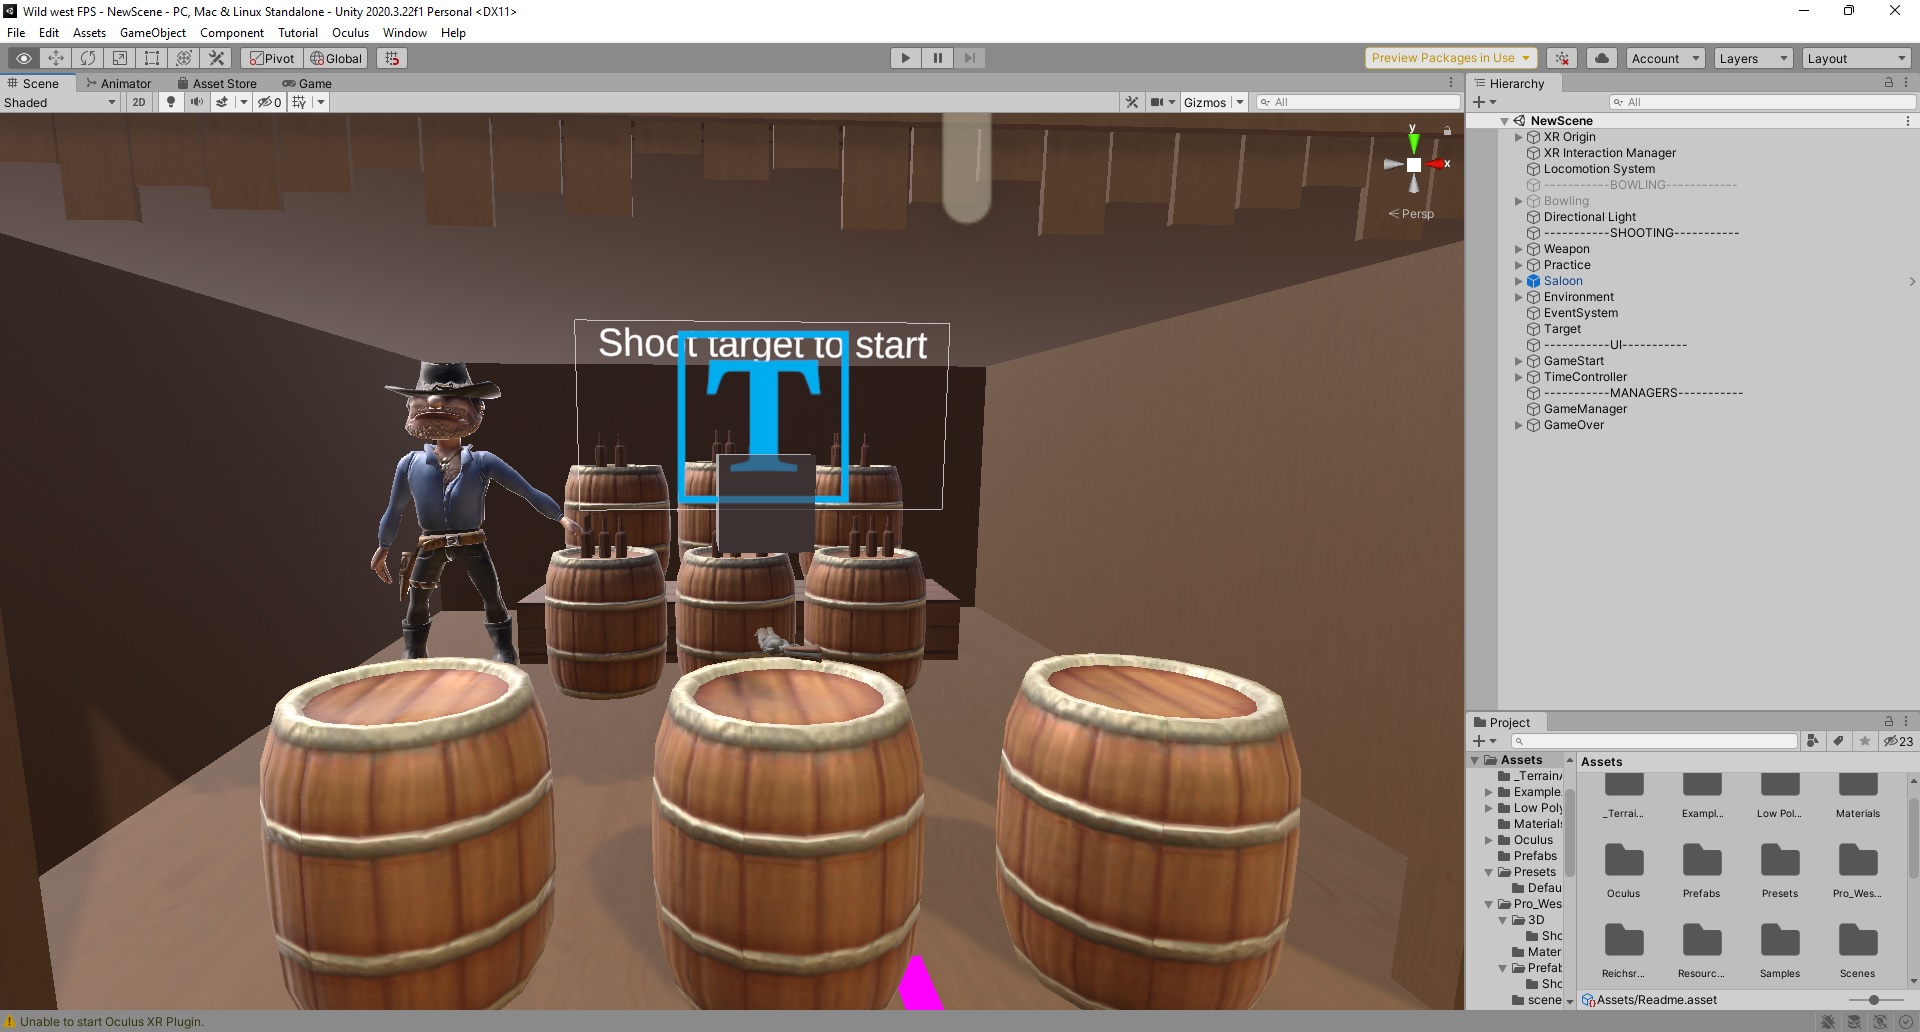 Wild west FPS - NewScene - PC, Mac & Linux Standalone - Unity 2020.3.22f1 Personal <DX11>
File Edit Assets GameObject Component Tutorial Oculus Window Help
Pivot Global Preview Packages in Use Account Layers Layout
Scene Animator Asset Store Game
Shaded 2D 0 Gizmos All
y
x
Persp
Shoot target to start
T
Hierarchy
All
NewScene
XR Origin
XR Interaction Manager
Locomotion System
-----------BOWLING------------
Bowling
Directional Light
-----------SHOOTING-----------
Weapon
Practice
Saloon
Environment
EventSystem
Target
-----------UI-----------
GameStart
TimeController
-----------MANAGERS-----------
GameManager
GameOver
Project
23
Assets
_Terrain
Example
Low Poly
Materials
Oculus
Prefabs
Presets
Defau
Pro_Wes
3D
Sho
Mater
Prefab
Sho
scene
Assets
_Terrai... Exampl... Low Pol... Materials
Oculus Prefabs Presets Pro_Wes...
Reichsr... Resourc... Samples Scenes
Assets/Readme.asset
Unable to start Oculus XR Plugin.